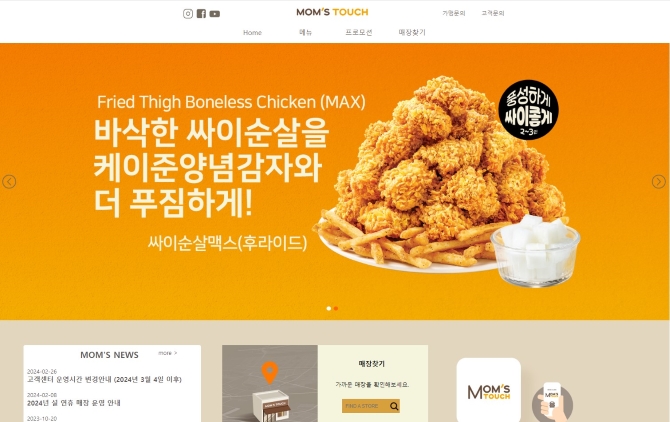 MOM'S TOUCH
가맹문의 고객문의
Home 메뉴 프로모션 매장찾기
Fried Thigh Boneless Chicken (MAX)
바삭한 싸이순살을
케이준양념감자와
더 푸짐하게!
싸이순살맥스(후라이드)
풍성하게
싸이좋게
2~3인
MOM'S NEWS
more >
2024-02-26
고객센터 운영시간 변경안내 (2024년 3월 4일 이후)
2024-02-08
2024년 설 연휴 매장 운영 안내
2023-10-20
매장찾기
가까운 매장을 확인해보세요.
FIND A STORE
MOM'S
TOUCH